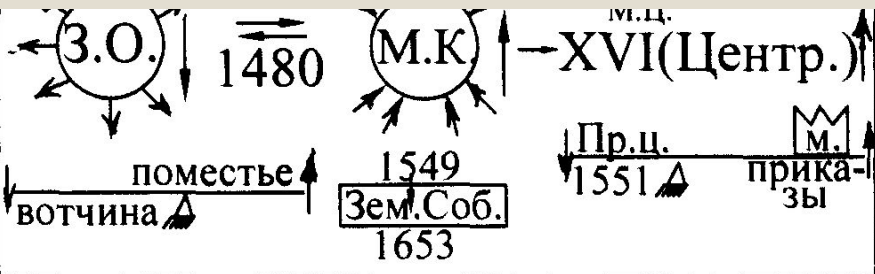 З.О.
1480
М.К.
М.Ц.
XVI(Центр.)
поместье
вотчина
1549
Зем.Соб.
1653
Пр.ц.
1551
м.
прика-
зы